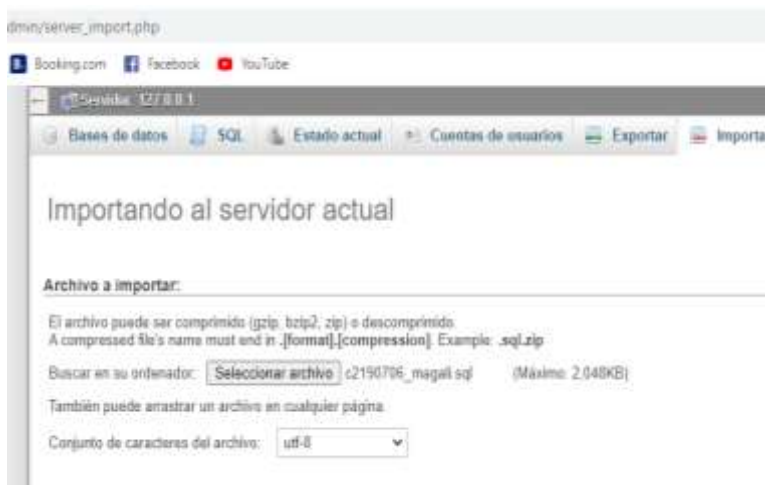 dmin/server_import.php
Booking.com Facebook YouTube
Servidor: 127.0.0.1
Bases de datos SQL Estado actual Cuentas de usuarios Exportar Importa
Importando al servidor actual
Archivo a importar:
El archivo puede ser comprimido (gzip, bzip2, zip) o descomprimido.
A compressed file's name must end in .[format].[compression]. Example: .sql.zip
Buscar en su ordenador: Seleccionar archivo c2190706_magali.sql (Máximo: 2,048KB)
También puede arrastrar un archivo en cualquier página.
Conjunto de caracteres del archivo: utf-8